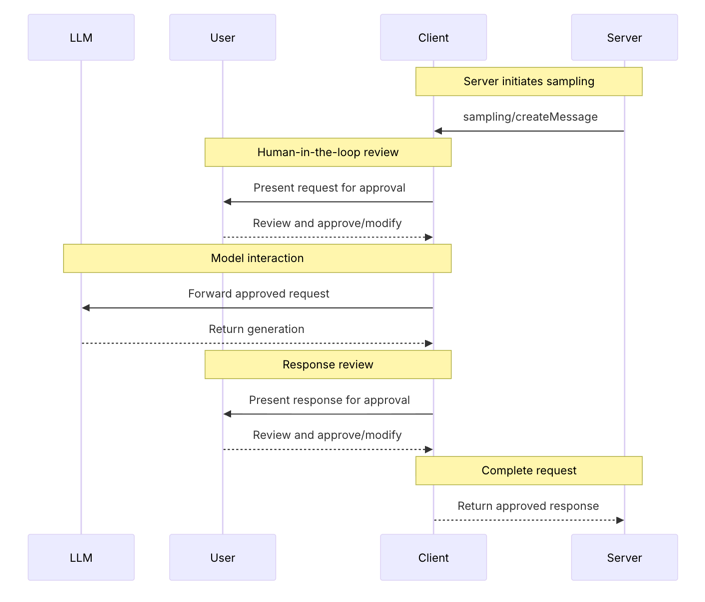 LLM
User
Client
Server
Server initiates sampling
sampling/createMessage
Human-in-the-loop review
Present request for approval
Review and approve/modify
Model interaction
Forward approved request
Return generation
Response review
Present response for approval
Review and approve/modify
Complete request
Return approved response
LLM
User
Client
Server